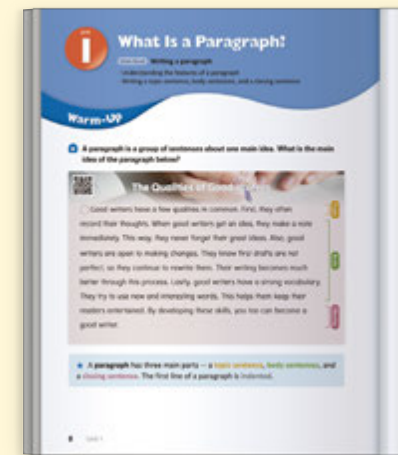 1
What Is a Paragraph?
Writing a paragraph
Understanding the features of a paragraph
Writing a topic sentence, body sentences, and a closing sentence
Warm-Up
A paragraph is a group of sentences about one main idea. What is the main
idea of the paragraph below?
The Qualities of Good
Good writers have a few qualities in common. First, they often
record their thoughts. When good writers get an idea, they make a note
immediately. This way, they never forget their great ideas. Also, good
writers are open to making changes. They know first drafts are not
perfect, so they continue to rewrite them. Their writing becomes much
better through this process. Lastly, good writers have a strong vocabulary.
They try to use new and interesting words. This helps them keep their
readers entertained. By developing these skills, you too can become a
good writer.
A paragraph has three main parts — a topic sentence, body sentences, and
a closing sentence. The first line of a paragraph is indented.
8 Unit 1